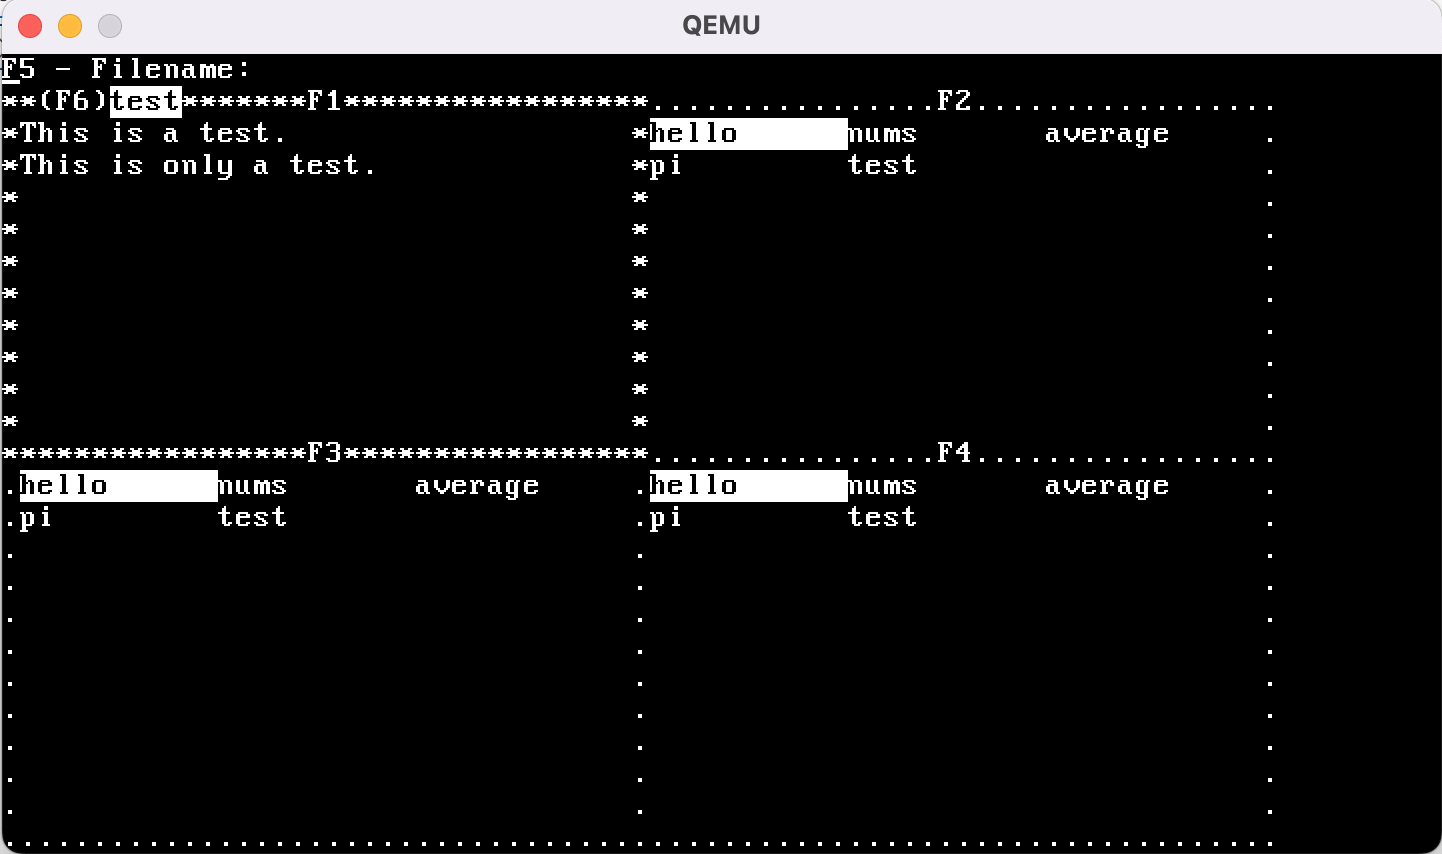 QEMU
F5 - Filename:
**(F6)test*******F1*****************................F2.................
*This is a test. *hello nums average .
*This is only a test. *pi test .
* * .
* * .
* * .
* * .
* * .
* * .
* * .
* * .
*****************F3*****************................F4.................
.hello nums average .hello nums average .
.pi test .pi test .
. . .
. . .
. . .
. . .
. . .
. . .
. . .
. . .
. . .
.......................................................................